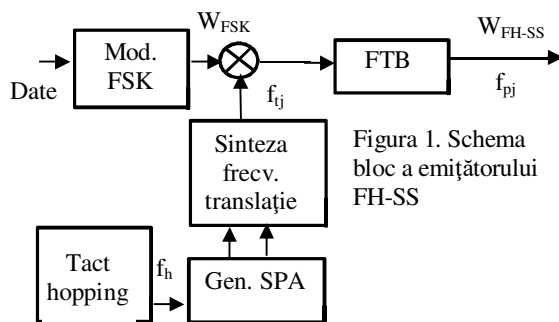 W_FSK
W_FH-SS
Mod.
FSK
FTB
Date
f_tj
f_pj
Sinteza
frecv.
translaţie
Figura 1. Schema
bloc a emiţătorului
FH-SS
Tact
hopping
f_h
Gen. SPA